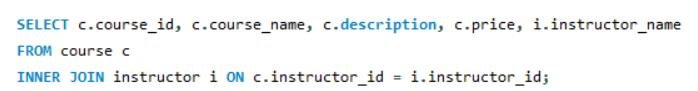 SELECT c.course_id, c.course_name, c.description, c.price, i.instructor_name
FROM course c
INNER JOIN instructor i ON c.instructor_id = i.instructor_id;